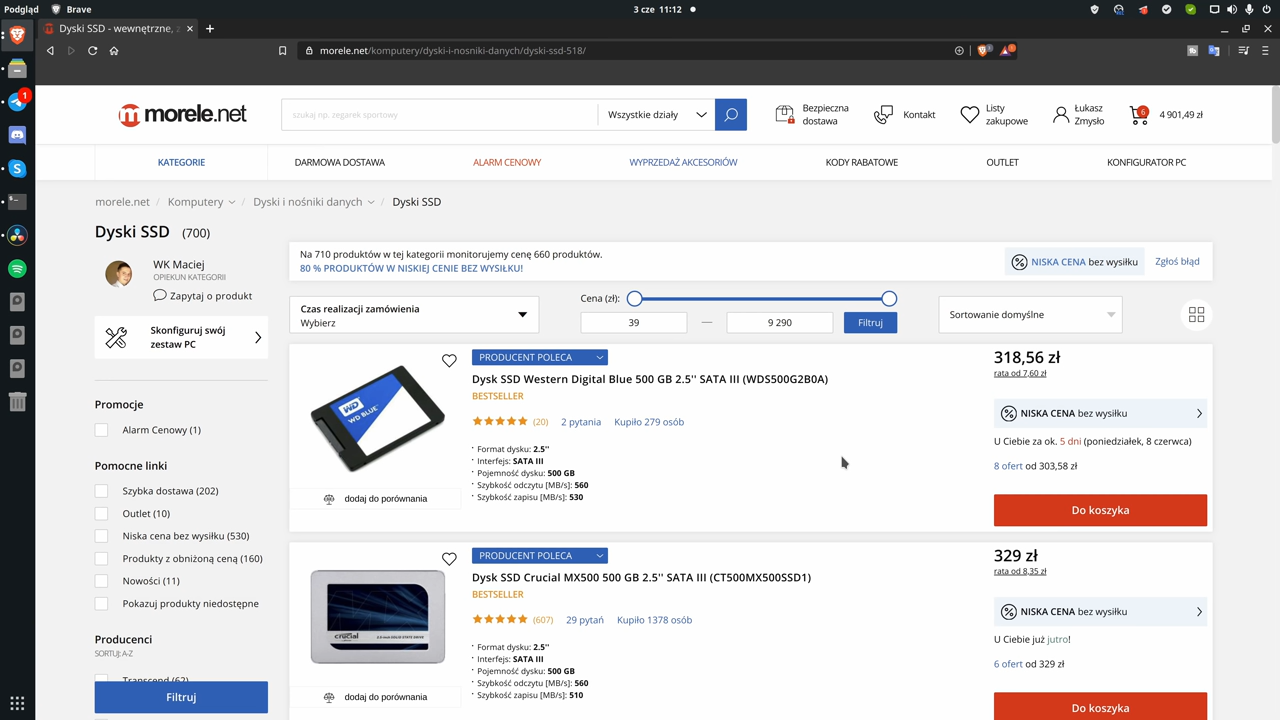 Podgląd
Brave
3 cze 11:12
Dyski SSD - wewnętrzne, z
morele.net/komputery/dyski-i-nosniki-danych/dyski-ssd-518/
1
S
morele.net
szukaj np. zegarek sportowy
Wszystkie działy
Bezpieczna
dostawa
Kontakt
Listy
zakupowe
Łukasz
Zmysło
6
4 901,49 zł
KATEGORIE
DARMOWA DOSTAWA
ALARM CENOWY
WYPRZEDAŻ AKCESORIÓW
KODY RABATOWE
OUTLET
KONFIGURATOR PC
morele.net / Komputery / Dyski i nośniki danych / Dyski SSD
Dyski SSD (700)
WK Maciej
OPIEKUN KATEGORII
Zapytaj o produkt
Skonfiguruj swój
zestaw PC
Promocje
Alarm Cenowy (1)
Pomocne linki
Szybka dostawa (202)
Outlet (10)
Niska cena bez wysiłku (530)
Produkty z obniżoną ceną (160)
Nowości (11)
Pokazuj produkty niedostępne
Producenci
SORTUJ: A-Z
Transcend (62)
Filtruj
Na 710 produktów w tej kategorii monitorujemy cenę 660 produktów.
80 % PRODUKTÓW W NISKIEJ CENIE BEZ WYSIŁKU!
NISKA CENA bez wysiłku
Zgłoś błąd
Czas realizacji zamówienia
Wybierz
Cena (zł):
39 — 9 290
Filtruj
Sortowanie domyślne
PRODUCENT POLECA
Dysk SSD Western Digital Blue 500 GB 2.5'' SATA III (WDS500G2B0A)
BESTSELLER
(20) 2 pytania Kupiło 279 osób
Format dysku: 2.5''
Interfejs: SATA III
Pojemność dysku: 500 GB
Szybkość odczytu [MB/s]: 560
Szybkość zapisu [MB/s]: 530
WD BLUE
dodaj do porównania
318,56 zł
rata od 7,60 zł
NISKA CENA bez wysiłku
U Ciebie za ok. 5 dni (poniedziałek, 8 czerwca)
8 ofert od 303,58 zł
Do koszyka
PRODUCENT POLECA
Dysk SSD Crucial MX500 500 GB 2.5'' SATA III (CT500MX500SSD1)
BESTSELLER
(607) 29 pytań Kupiło 1378 osób
Format dysku: 2.5''
Interfejs: SATA III
Pojemność dysku: 500 GB
Szybkość odczytu [MB/s]: 560
Szybkość zapisu [MB/s]: 510
crucial
dodaj do porównania
329 zł
rata od 8,35 zł
NISKA CENA bez wysiłku
U Ciebie już jutro!
6 ofert od 329 zł
Do koszyka